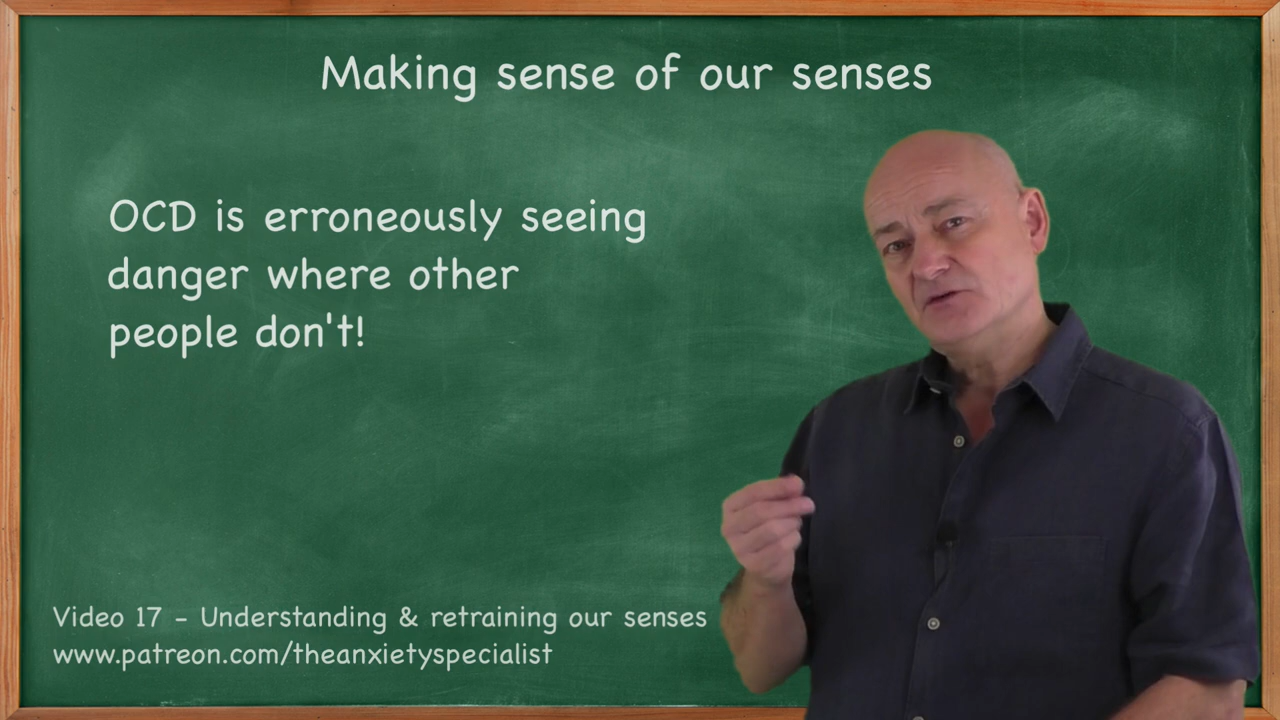 Making sense of our senses
OCD is erroneously seeing
danger where other
people don't!
Video 17 - Understanding & retraining our senses
www.patreon.com/theanxietyspecialist